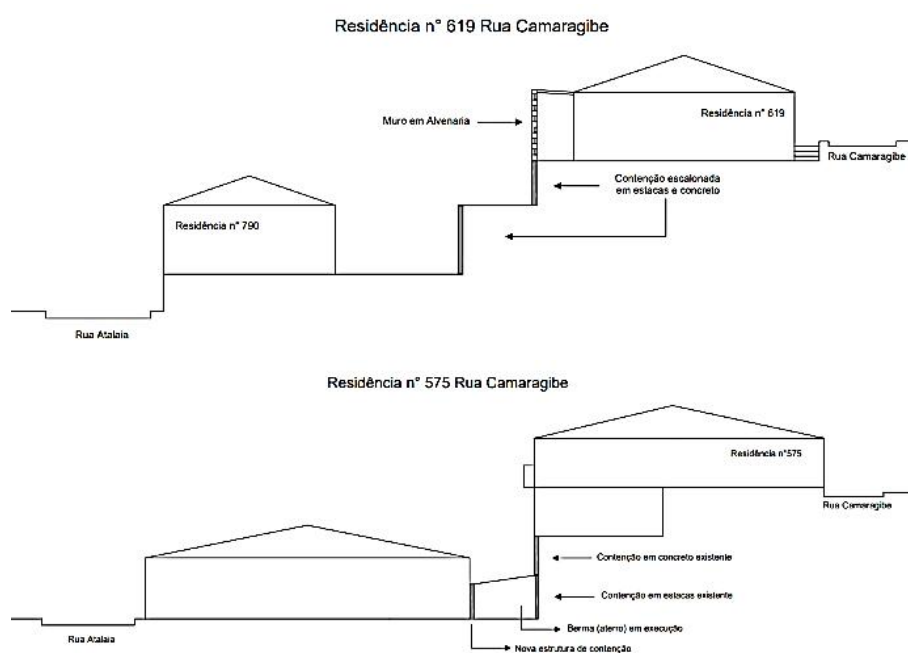 Residência n° 619 Rua Camaragibe
Muro em Alvenaria
Residência n° 619
Rua Camaragibe
Contenção escalonada
em estacas e concreto
Residência n° 790
Rua Atalaia
Residência n° 575 Rua Camaragibe
Residência n°575
Rua Camaragibe
Contenção em concreto existente
Contenção em estacas existente
Berma (aterro) em execução
Rua Atalaia
Nova estrutura de contenção